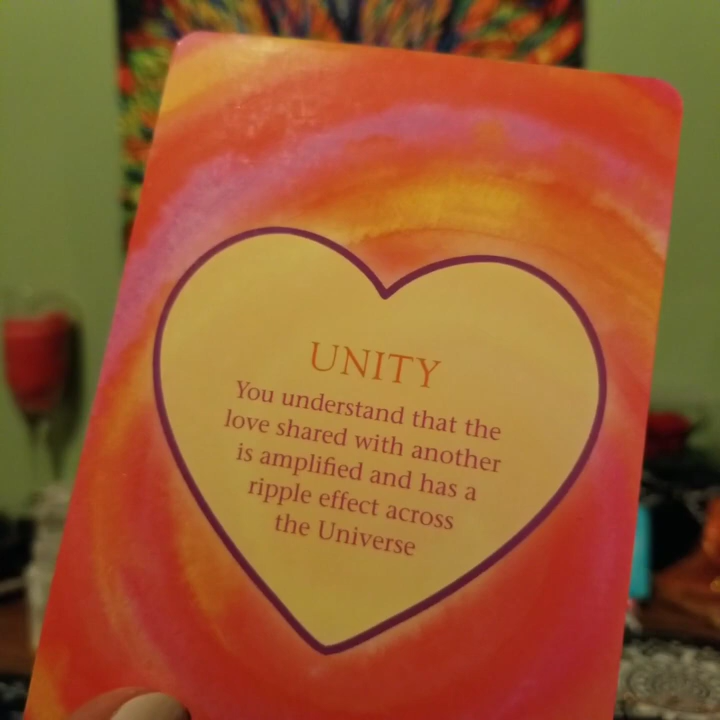 UNITY
You understand that the
love shared with another
is amplified and has a
ripple effect across
the Universe